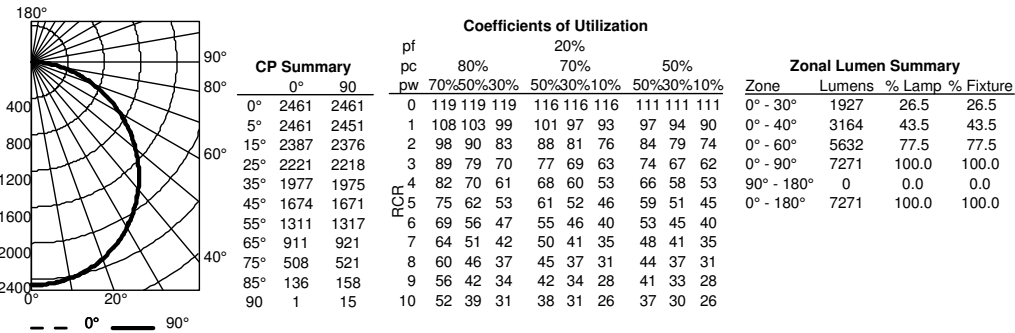 180°
90°
80°
60°
40°
400
800
1200
1600
2000
2400
0° 20°
0° 90°
CP Summary
0° 90
0° 2461 2461
5° 2461 2451
15° 2387 2376
25° 2221 2218
35° 1977 1975
45° 1674 1671
55° 1311 1317
65° 911 921
75° 508 521
85° 136 158
90 1 15
Coefficients of Utilization
pf 20%
pc 80% 70% 50%
pw 70%50%30% 50%30%10% 50%30%10%
RCR
0 119 119 119 116 116 116 111 111 111
1 108 103 99 101 97 93 97 94 90
2 98 90 83 88 81 76 84 79 74
3 89 79 70 77 69 63 74 67 62
4 82 70 61 68 60 53 66 58 53
5 75 62 53 61 52 46 59 51 45
6 69 56 47 55 46 40 53 45 40
7 64 51 42 50 41 35 48 41 35
8 60 46 37 45 37 31 44 37 31
9 56 42 34 42 34 28 41 33 28
10 52 39 31 38 31 26 37 30 26
Zonal Lumen Summary
Zone Lumens % Lamp % Fixture
0° - 30° 1927 26.5 26.5
0° - 40° 3164 43.5 43.5
0° - 60° 5632 77.5 77.5
0° - 90° 7271 100.0 100.0
90° - 180° 0 0.0 0.0
0° - 180° 7271 100.0 100.0